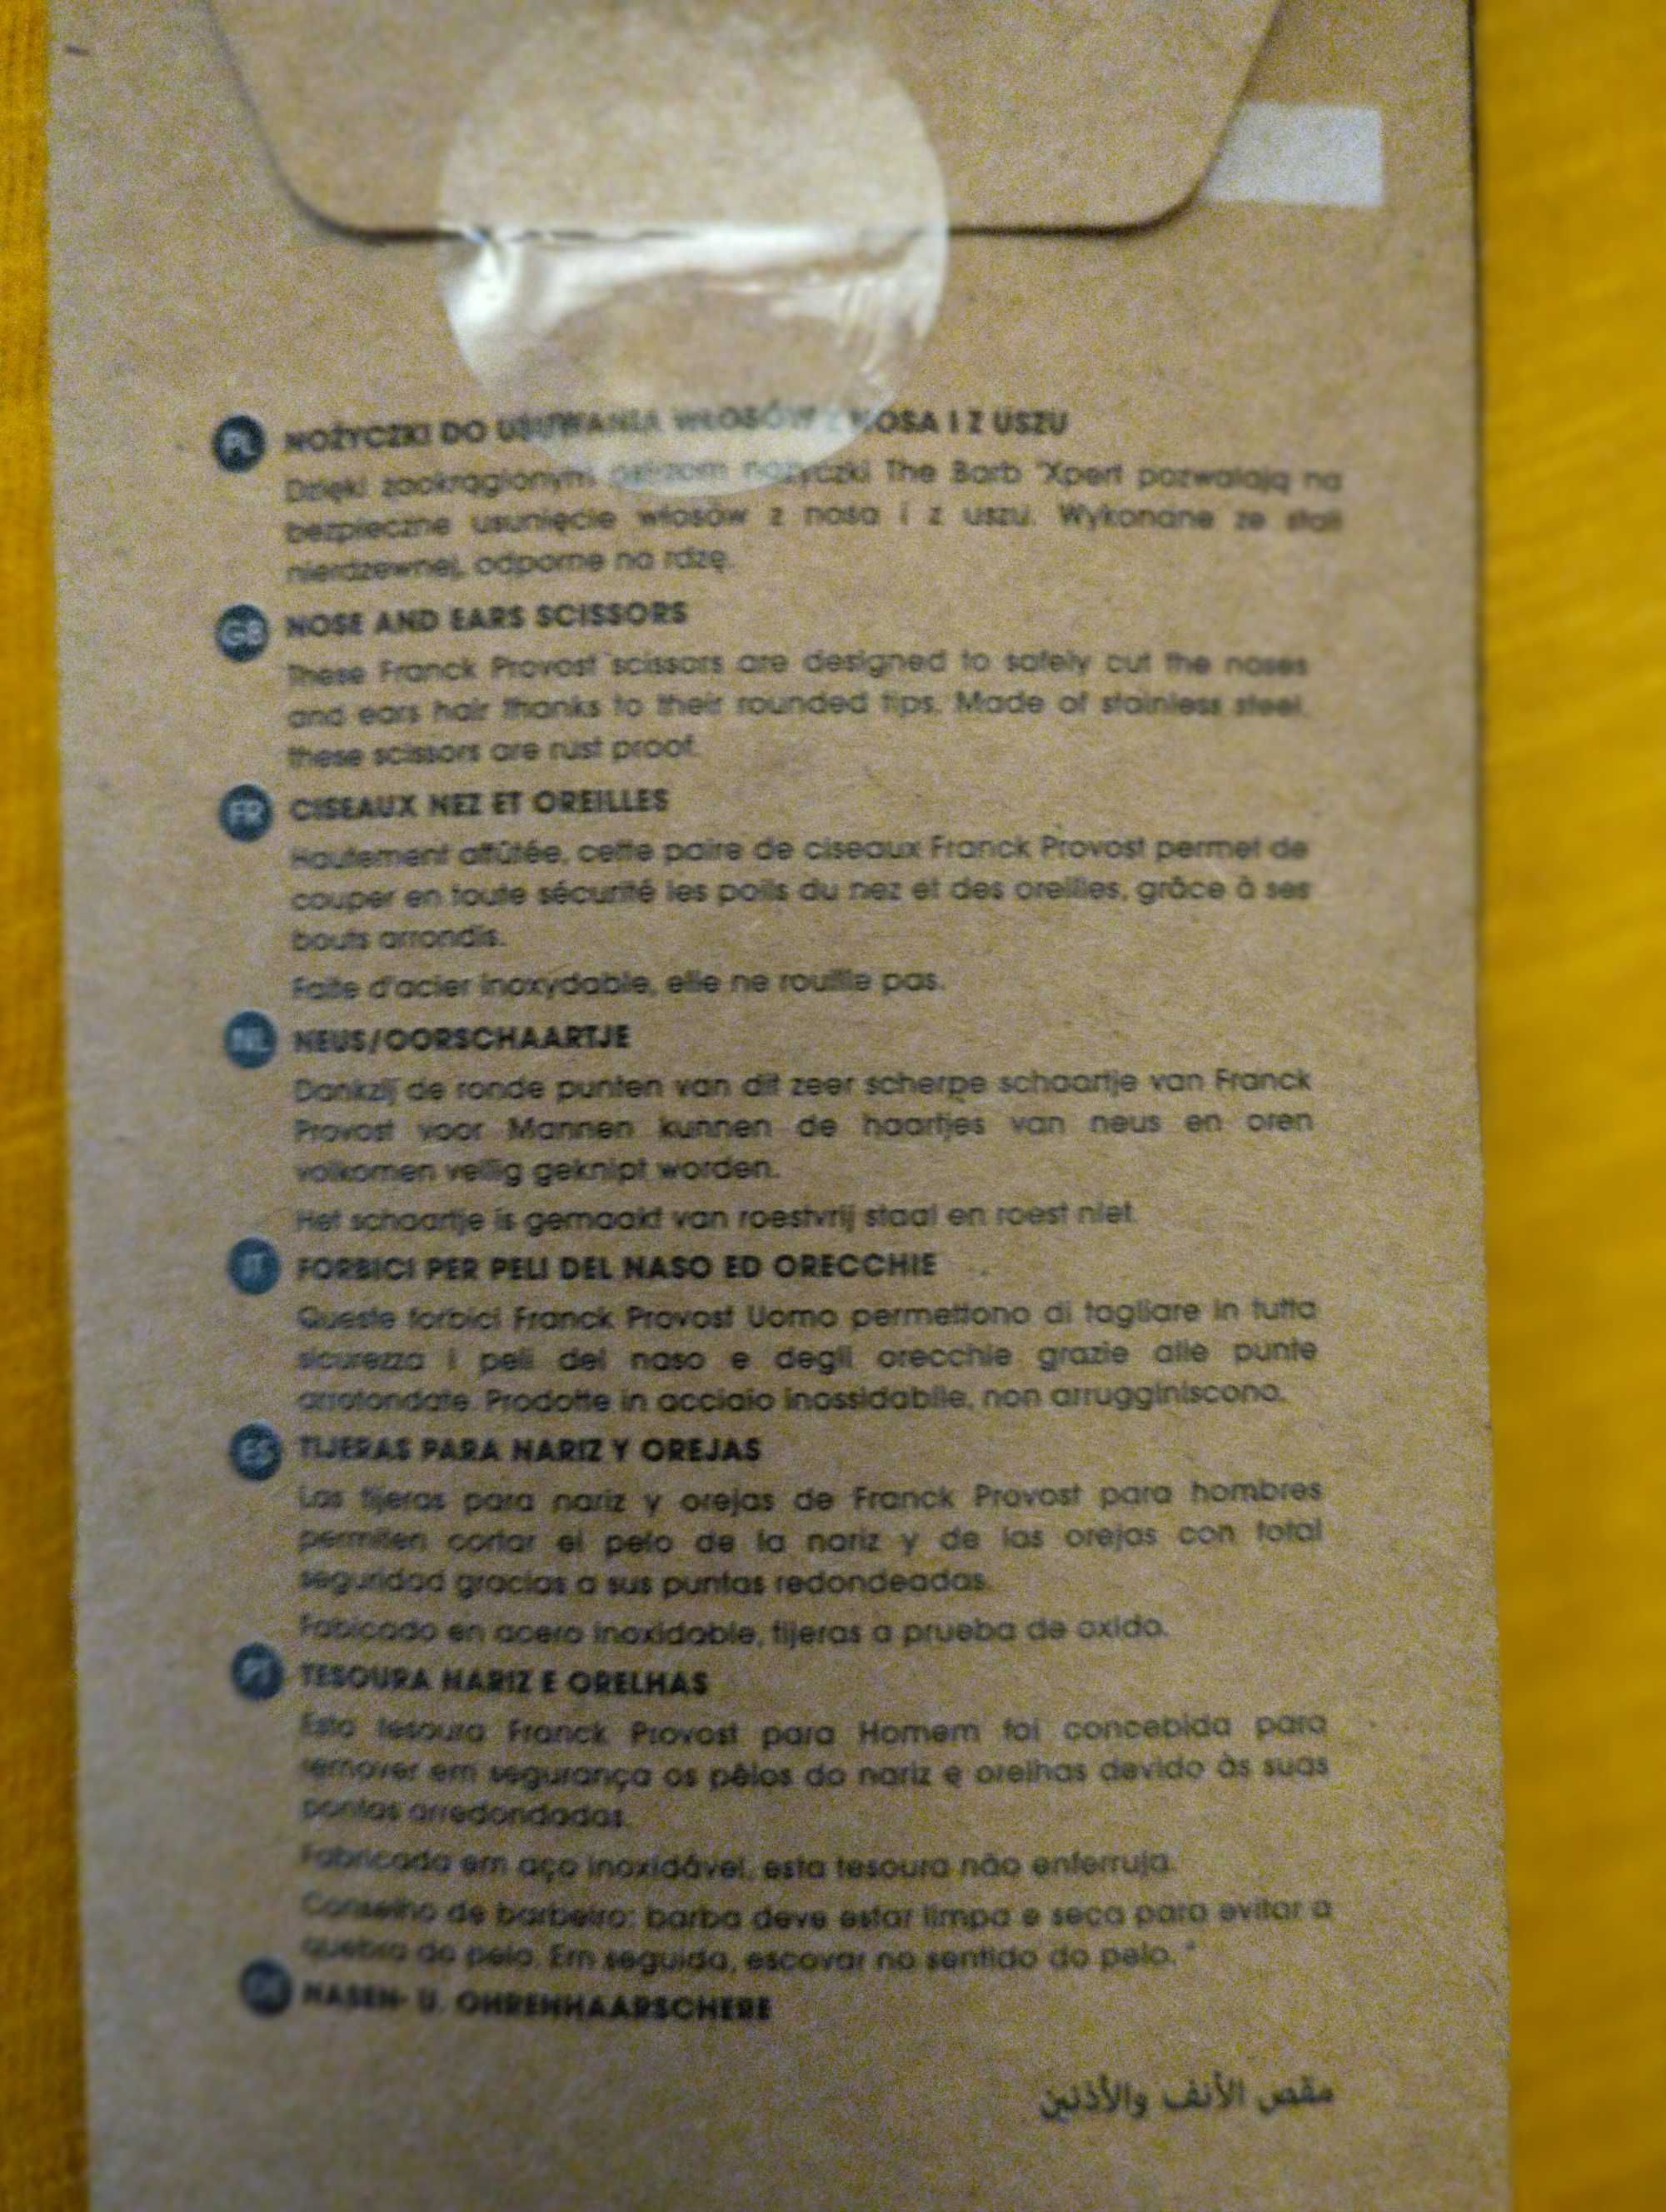 PL NOŻYCZKI DO USUWANIA WŁOSÓW Z NOSA I Z USZU
Dzięki zaokrąglonym nożyczki The Barb 'Xpert pozwalają na
bezpieczne usunięcie włosów z nosa i z uszu. Wykonane ze stali
nierdzewnej, odporne na rdzę.
GB NOSE AND EARS SCISSORS
These Franck Provost scissors are designed to safely cut the noses
and ears hair thanks to their rounded tips. Made of stainless steel,
these scissors are rust proof.
FR CISEAUX NEZ ET OREILLES
Hautement affûtée, cette paire de ciseaux Franck Provost permet de
couper en toute sécurité les poils du nez et des oreilles, grâce à ses
bouts arrondis.
Faite d'acier inoxydable, elle ne rouille pas.
NL NEUS/OORSCHAARTJE
Dankzij de ronde punten van dit zeer scherpe schaartje van Franck
Provost voor Mannen kunnen de haartjes van neus en oren
volkomen veilig geknipt worden.
Het schaartje is gemaakt van roestvrij staal en roest niet.
IT FORBICI PER PELI DEL NASO ED ORECCHIE
Queste forbici Franck Provost Uomo permettono di tagliare in tutta
sicurezza i peli del naso e degli orecchie grazie alle punte
arrotondate. Prodotte in acciaio inossidabile, non arrugginiscono.
ES TIJERAS PARA NARIZ Y OREJAS
Las tijeras para nariz y orejas de Franck Provost para hombres
permiten cortar el pelo de la nariz y de las orejas con total
seguridad gracias a sus puntas redondeadas.
Fabicado en acero inoxidable, tijeras a prueba de oxido.
PT TESOURA NARIZ E ORELHAS
Esta tesoura Franck Provost para Homem foi concebida para
remover em segurança os pêlos do nariz e orelhas devido às suas
pontas arredondadas.
Fabricada em aço inoxidável, esta tesoura não enferruja.
Conselho de barbeiro: barba deve estar limpa e seca para evitar a
quebra do pelo. Em seguida, escovar no sentido do pelo. "
DE NASEN- U. OHRENHAARSCHERE
مقص الأنف والأذنين